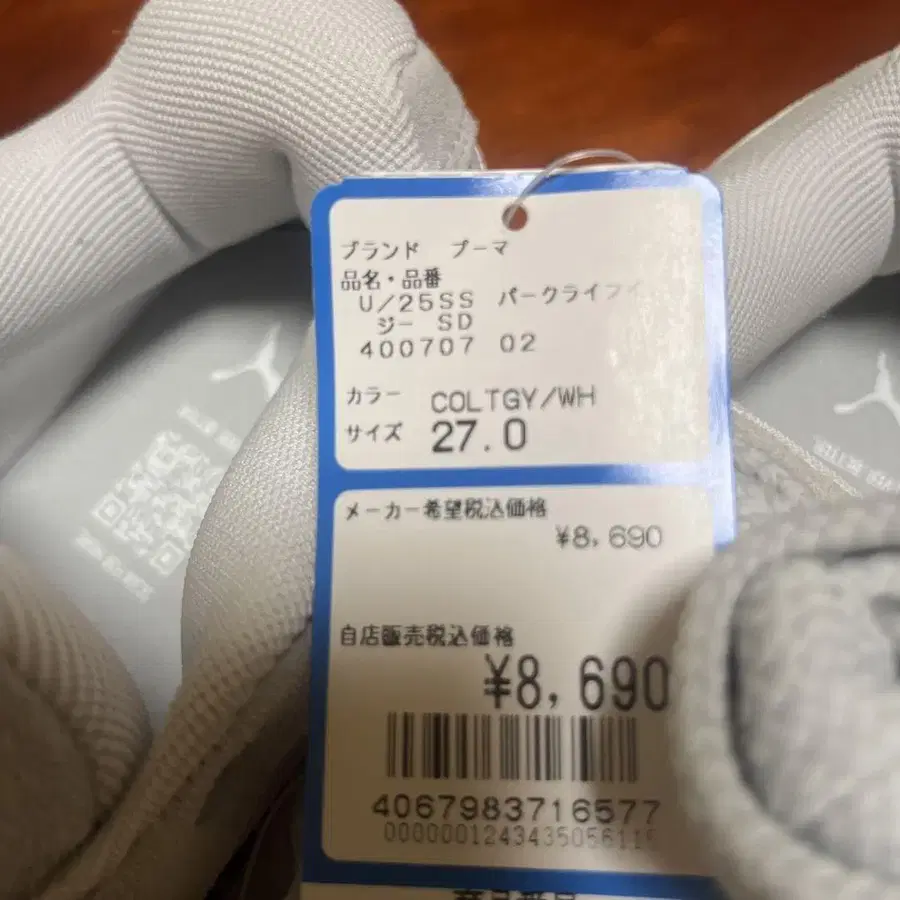 ブランド プーマ
品名・品番
U/25SS パークライフイ
ジー SD
400707 02
カラー COLTGY/WH
サイズ 27.0
メーカー希望税込価格
¥8,690
自店販売税込価格
¥8,690
4067983716577